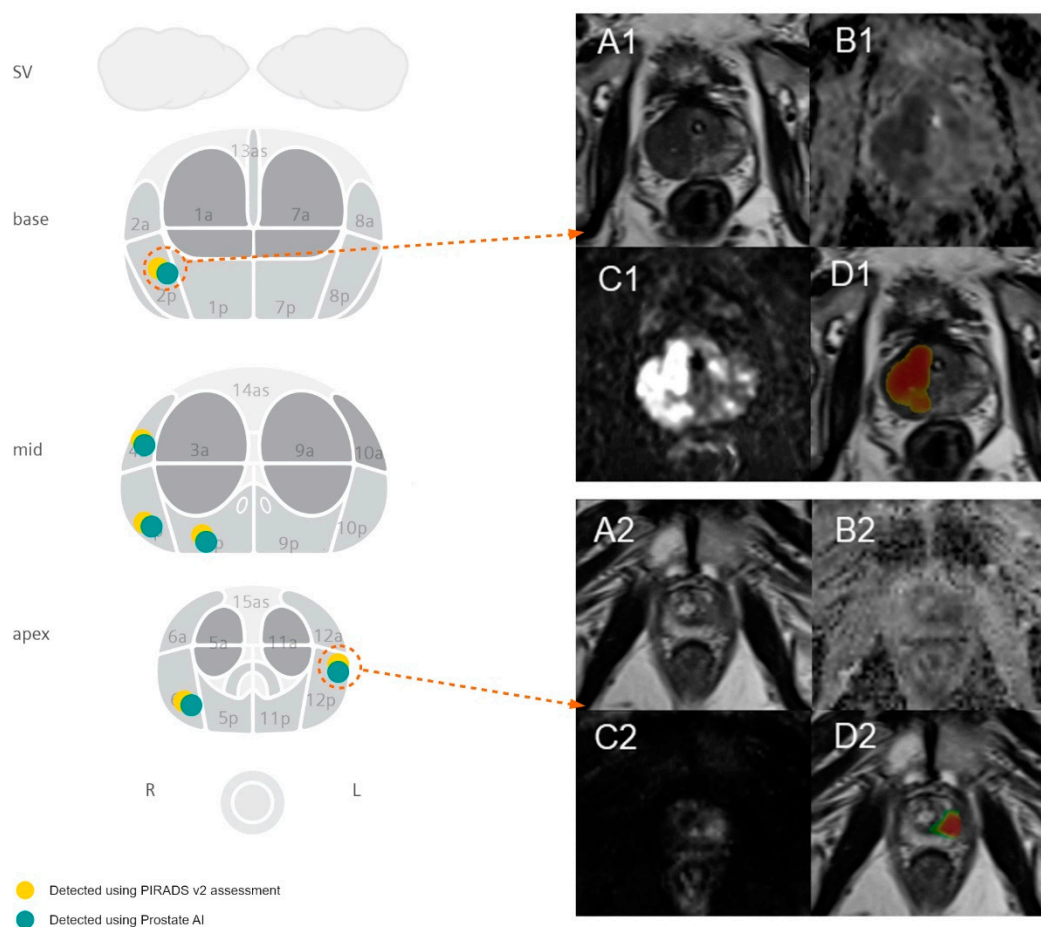 SV
base
13as
2a
1a
7a
8a
2p
1p
7p
8p
mid
14as
3a
9a
10a
9p
10p
apex
15as
6a
5a
11a
12a
5p
11p
12p
R
L
Detected using PIRADS v2 assessment
Detected using Prostate AI
A1
B1
C1
D1
A2
B2
C2
D2